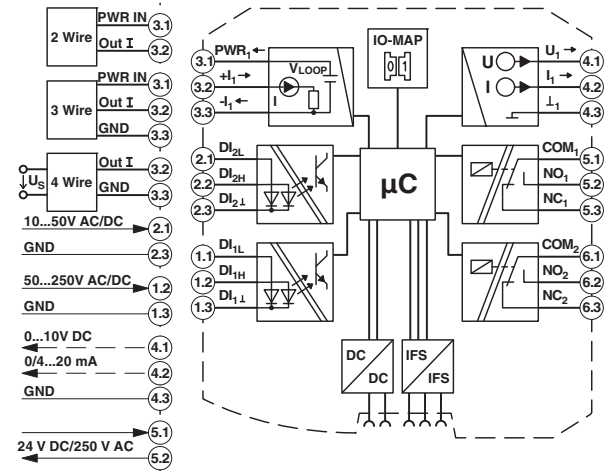 2 Wire
PWR IN
3.1
Out I
3.2
3 Wire
PWR IN
3.1
Out I
3.2
GND
3.3
US
4 Wire
Out I
3.2
GND
3.3
10...50V AC/DC
2.1
GND
2.3
50...250V AC/DC
1.2
GND
1.3
0...10V DC
4.1
0/4...20 mA
4.2
GND
4.3
5.1
24 V DC/250 V AC
5.2
3.1 PWR1
3.2 +I1
3.3 -I1
VLOOP
I
IO-MAP
U
I
U1 4.1
I1 4.2
⊥1 4.3
2.1 DI2L
2.2 DI2H
2.3 DI2⊥
µC
COM1 5.1
NO1 5.2
NC1 5.3
1.1 DI1L
1.2 DI1H
1.3 DI1⊥
COM2 6.1
NO2 6.2
NC2 6.3
DC
DC
IFS
IFS